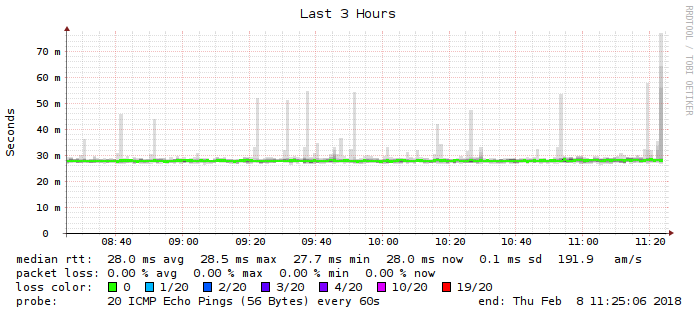 Last 3 Hours
RRDTOOL / TOBI OETIKER
Seconds
70 m
60 m
50 m
40 m
30 m
20 m
10 m
0
08:40 09:00 09:20 09:40 10:00 10:20 10:40 11:00 11:20
median rtt: 28.0 ms avg 28.5 ms max 27.7 ms min 28.0 ms now 0.1 ms sd 191.9 am/s
packet loss: 0.00 % avg 0.00 % max 0.00 % min 0.00 % now
loss color: 0 1/20 2/20 3/20 4/20 10/20 19/20
probe: 20 ICMP Echo Pings (56 Bytes) every 60s end: Thu Feb 8 11:25:06 2018